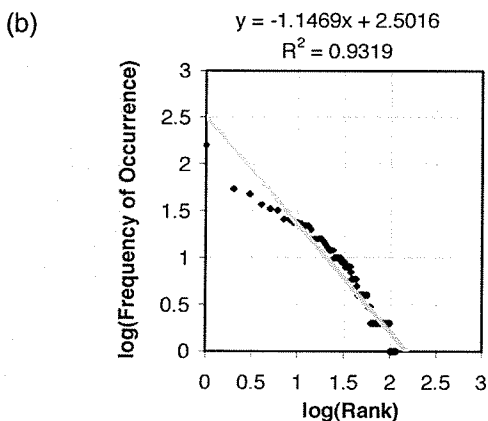 (b)
y = -1.1469x + 2.5016
R² = 0.9319
log(Frequency of Occurrence)
3
2.5
2
1.5
1
0.5
0
0 0.5 1 1.5 2 2.5 3
log(Rank)